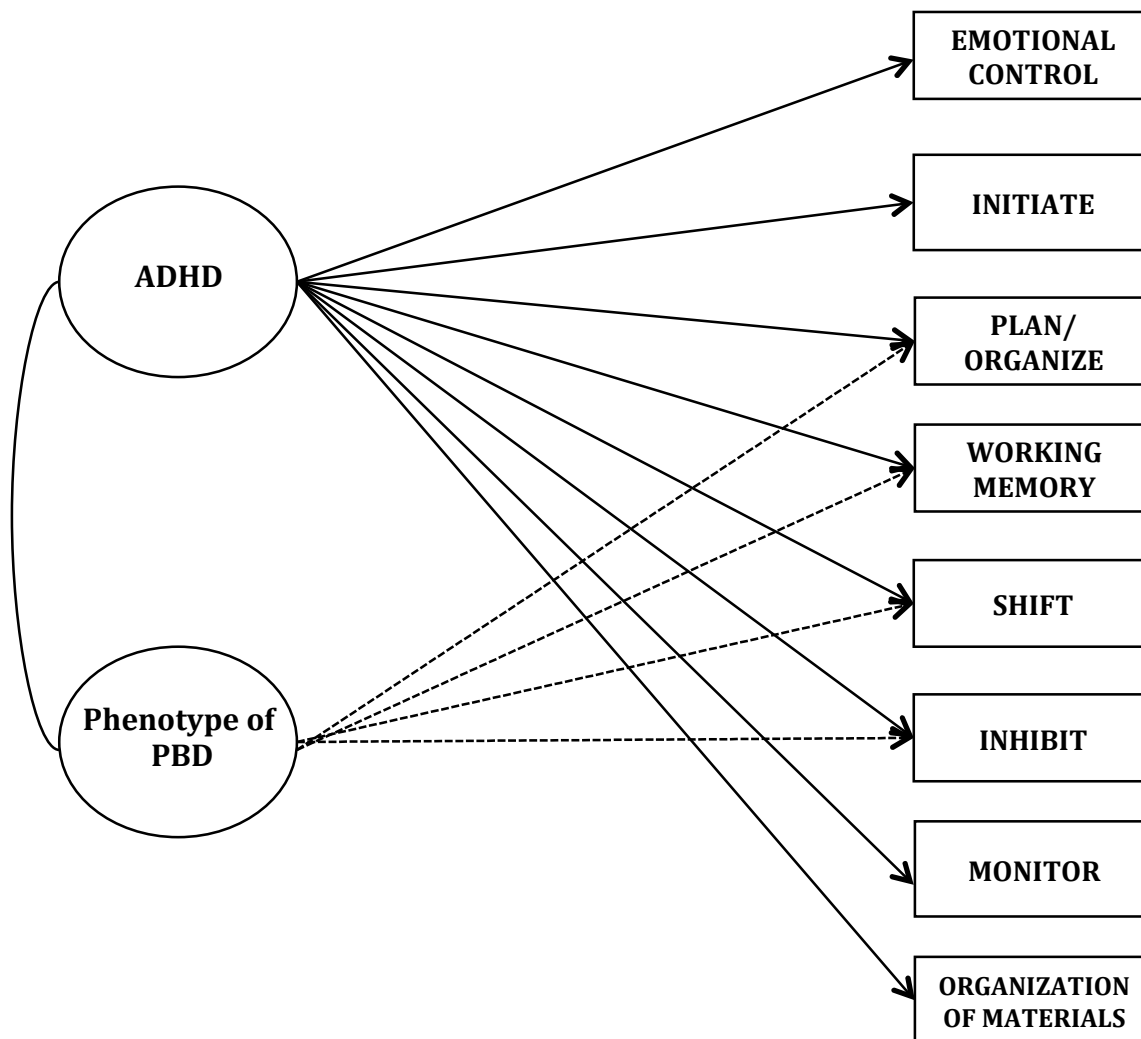 EMOTIONAL
CONTROL
INITIATE
ADHD
PLAN/
ORGANIZE
WORKING
MEMORY
SHIFT
Phenotype of
PBD
INHIBIT
MONITOR
ORGANIZATION
OF MATERIALS